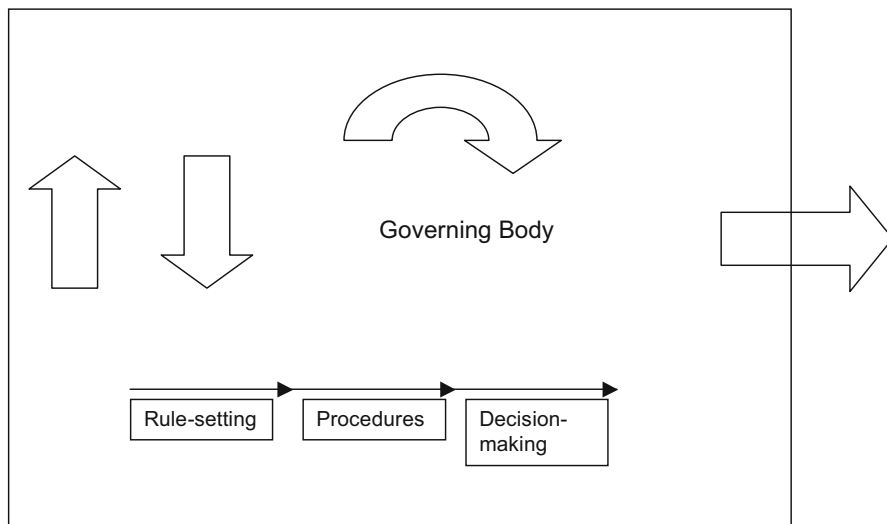 Governing Body
Rule-setting
Procedures
Decision-
making